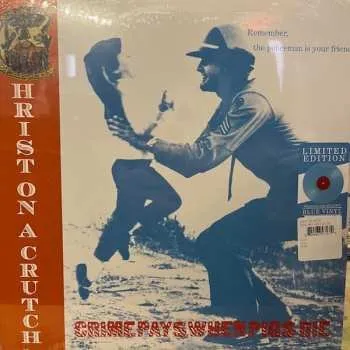 Remember,
the policeman is your friend
HRIST ON A CRUTCH
LIMITED
EDITION
BLUE VINYL
CRIME PAYS WHEN PIGS DIE